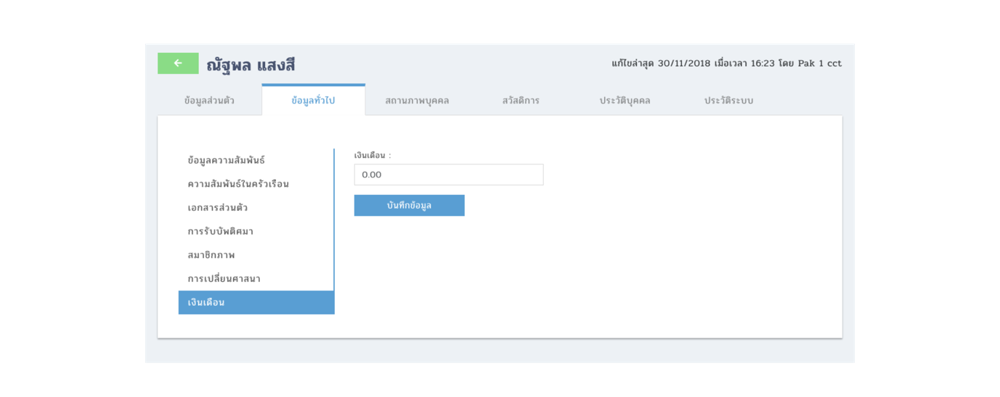 ณัฐพล แสงสี
แก้ไขล่าสุด 30/11/2018 เมื่อเวลา 16:23 โดย Pak 1 cct
ข้อมูลส่วนตัว ข้อมูลทั่วไป สถานภาพบุคคล สวัสดิการ ประวัติบุคคล ประวัติระบบ
ข้อมูลความสัมพันธ์
ความสัมพันธ์ในครัวเรือน
เอกสารส่วนตัว
การรับบัพติศมา
สมาชิกภาพ
การเปลี่ยนศาสนา
เงินเดือน
เงินเดือน :
0.00
บันทึกข้อมูล